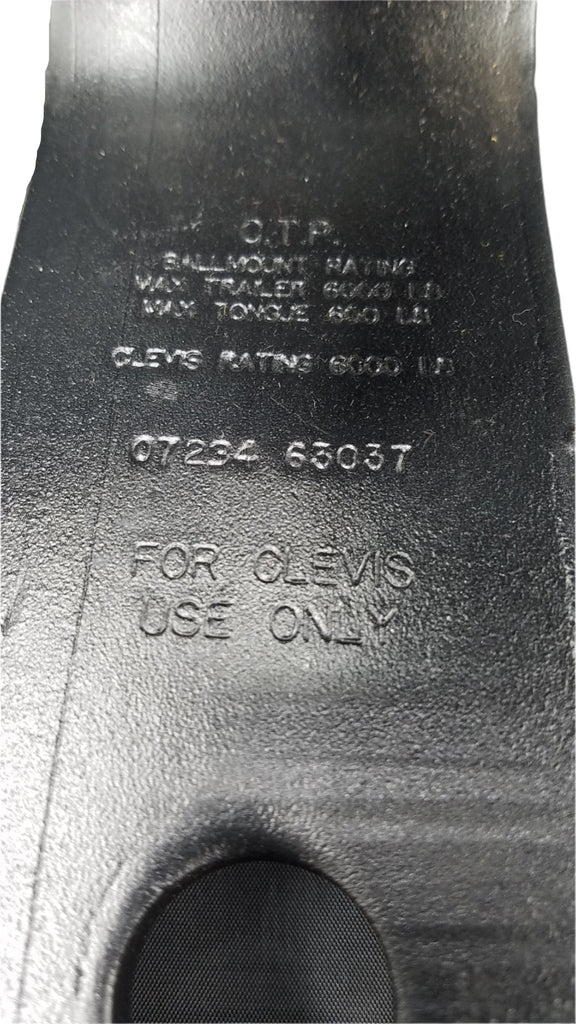 C.T.P.
BALLMOUNT RATING
MAX TRAILER 6000 LB
MAX TONGUE 600 LB
CLEVIS RATING 6000 LB
07234 63037
FOR CLEVIS
USE ONLY